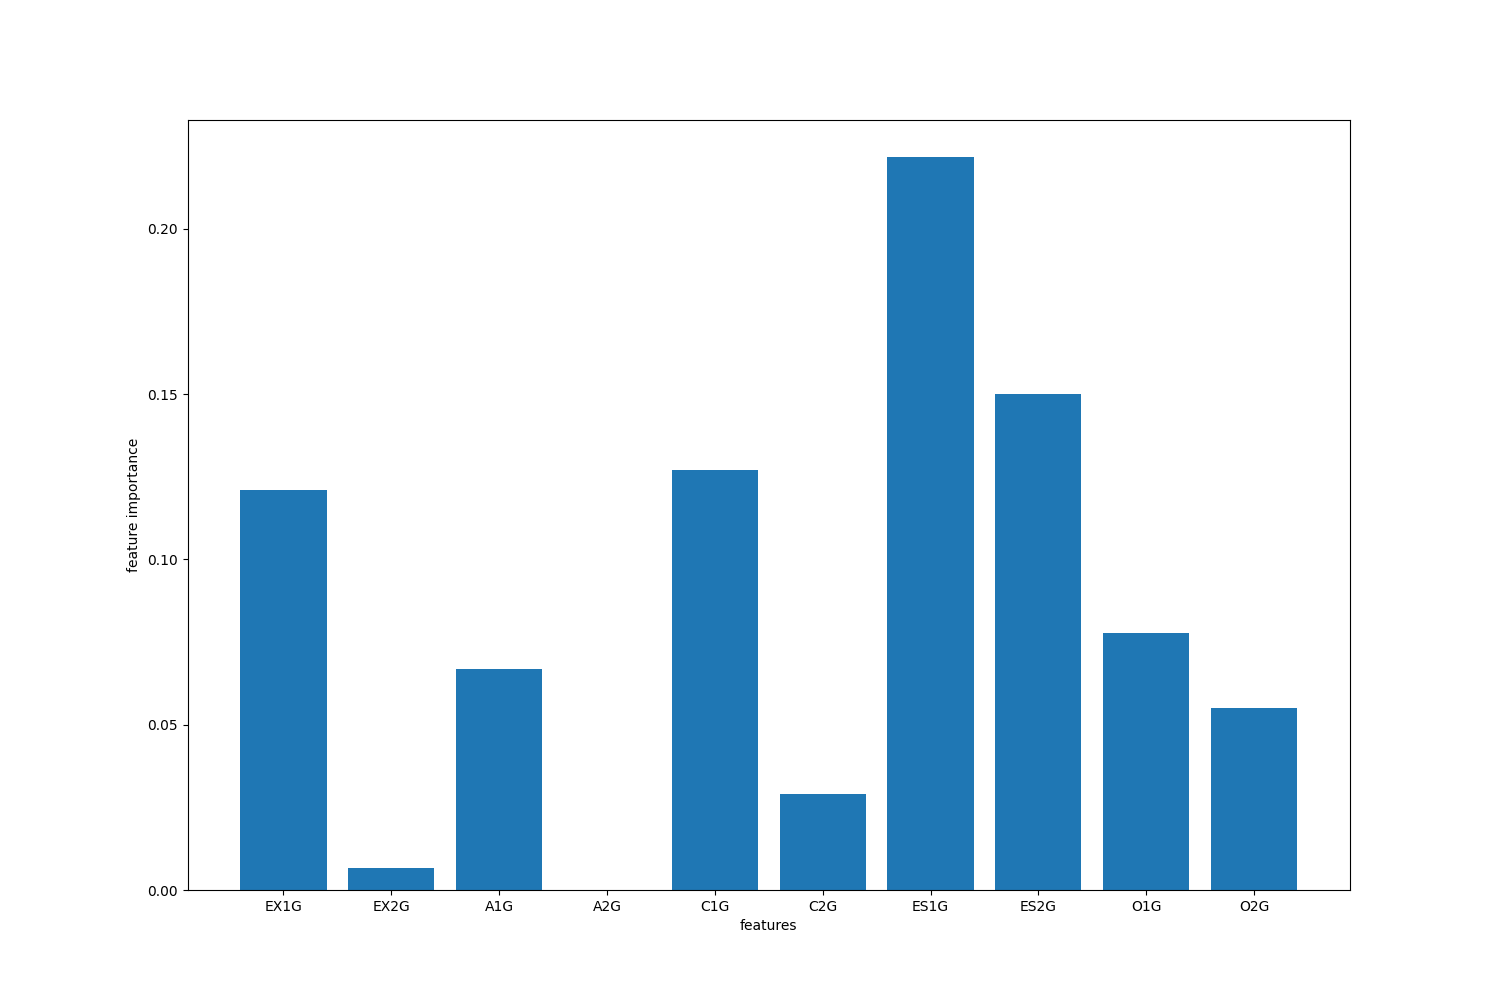 0.20
0.15
0.10
0.05
0.00
feature importance
EX1G EX2G A1G A2G C1G C2G ES1G ES2G O1G O2G
features